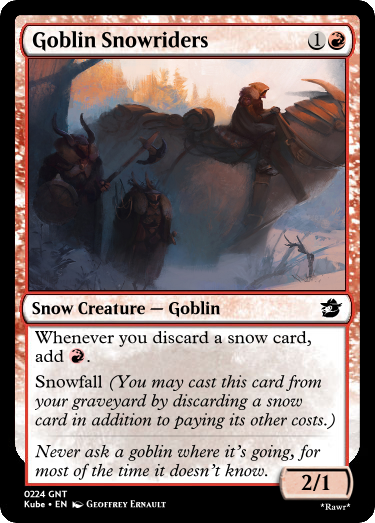 Goblin Snowriders 1
Snow Creature — Goblin
Whenever you discard a snow card,
add .
Snowfall (You may cast this card from
your graveyard by discarding a snow
card in addition to paying its other costs.)
Never ask a goblin where it's going, for
most of the time it doesn't know.
2/1
0224 GNT
Kube • EN Geoffrey Ernault
*Rawr*